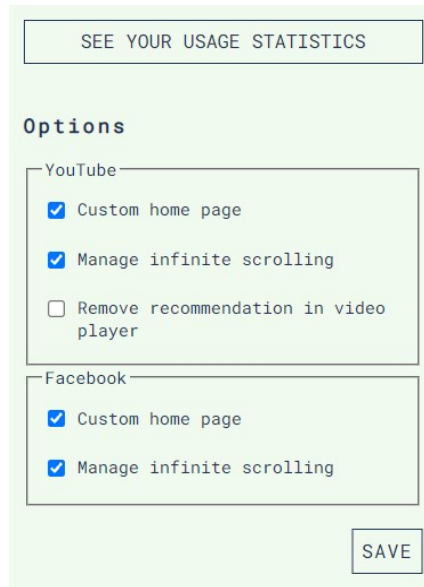 SEE YOUR USAGE STATISTICS
Options
YouTube
Custom home page
Manage infinite scrolling
Remove recommendation in video
player
Facebook
Custom home page
Manage infinite scrolling
SAVE